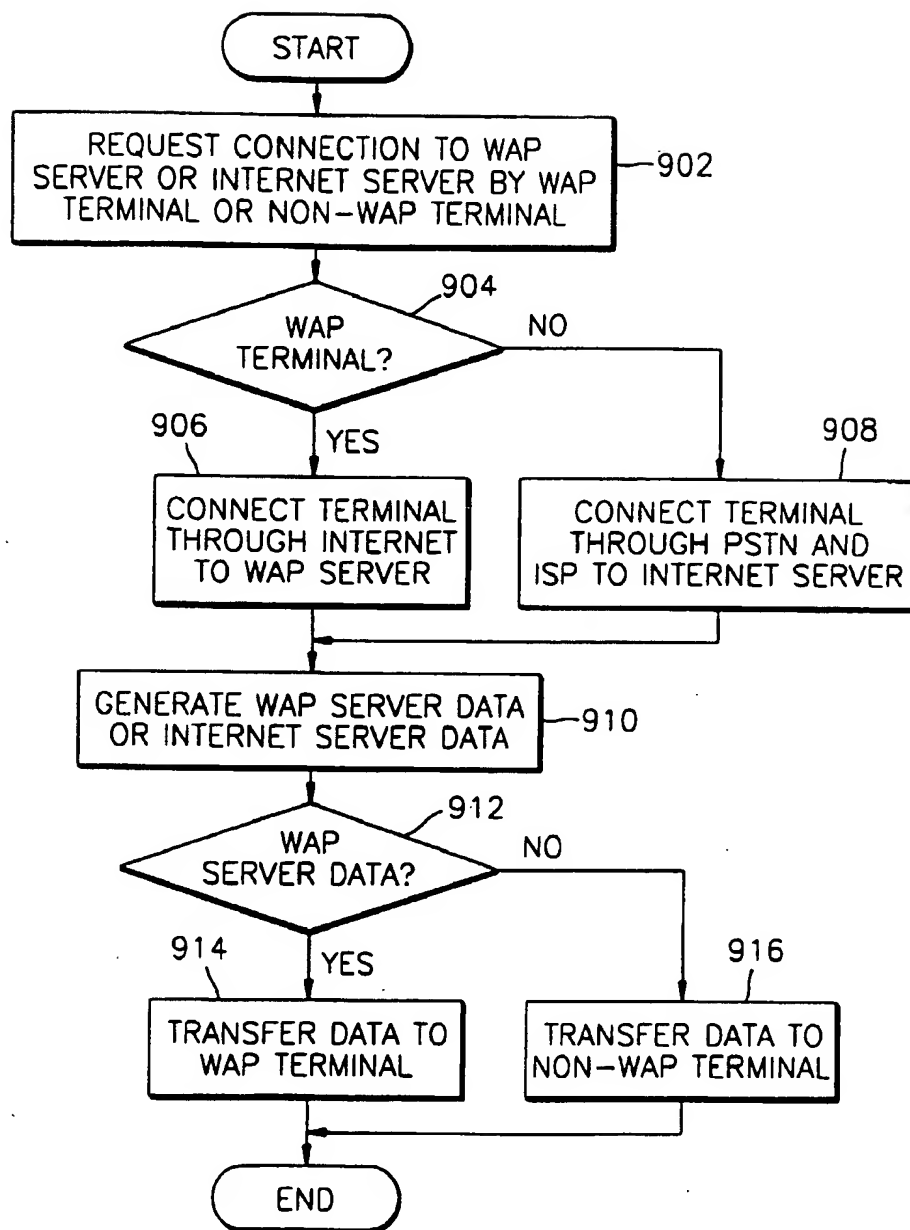 START
REQUEST CONNECTION TO WAP
SERVER OR INTERNET SERVER BY WAP
TERMINAL OR NON-WAP TERMINAL
902
904
WAP
TERMINAL?
NO
YES
906
CONNECT TERMINAL
THROUGH INTERNET
TO WAP SERVER
908
CONNECT TERMINAL
THROUGH PSTN AND
ISP TO INTERNET SERVER
GENERATE WAP SERVER DATA
OR INTERNET SERVER DATA
910
912
WAP
SERVER DATA?
NO
YES
914
TRANSFER DATA TO
WAP TERMINAL
916
TRANSFER DATA TO
NON-WAP TERMINAL
END